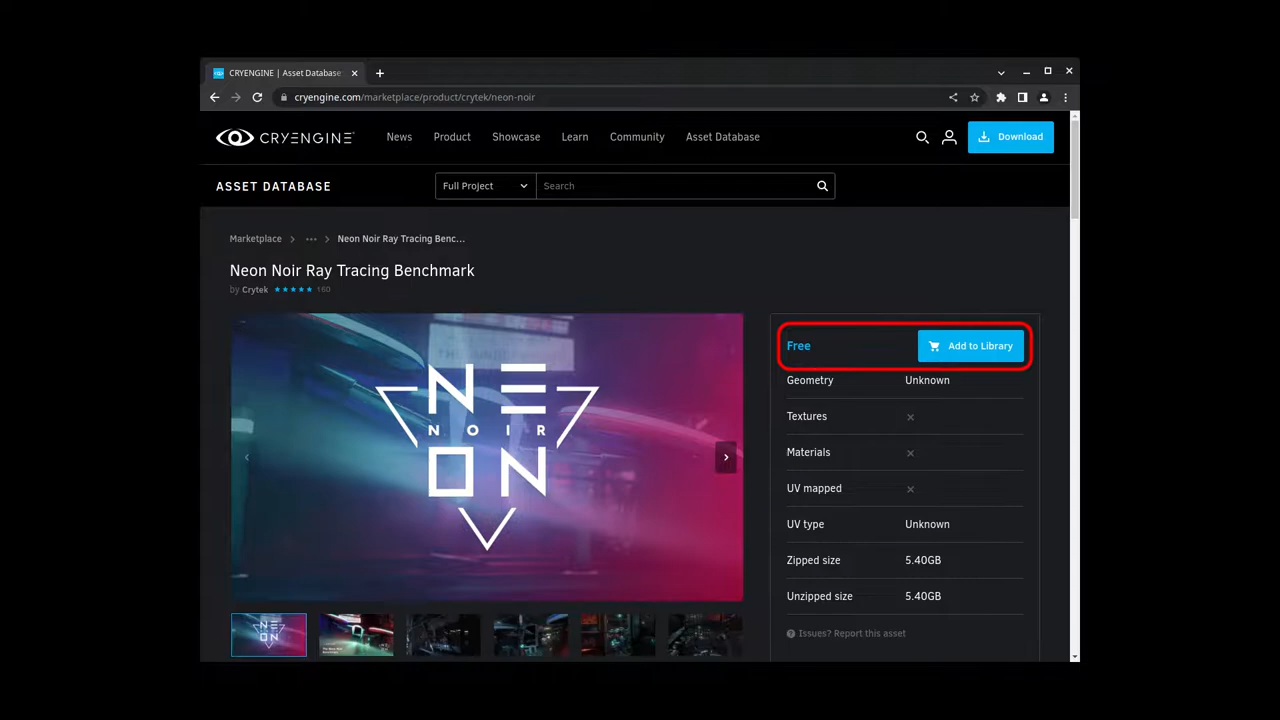 CRYENGINE | Asset Database
cryengine.com/marketplace/product/crytek/neon-noir
CRYENGINE News Product Showcase Learn Community Asset Database Download
ASSET DATABASE Full Project Search
Marketplace ••• Neon Noir Ray Tracing Benc...
Neon Noir Ray Tracing Benchmark
by Crytek ★★★★★ 160
NE
NOIR
ON
Free Add to Library
Geometry Unknown
Textures ×
Materials ×
UV mapped ×
UV type Unknown
Zipped size 5.40GB
Unzipped size 5.40GB
Issues? Report this asset